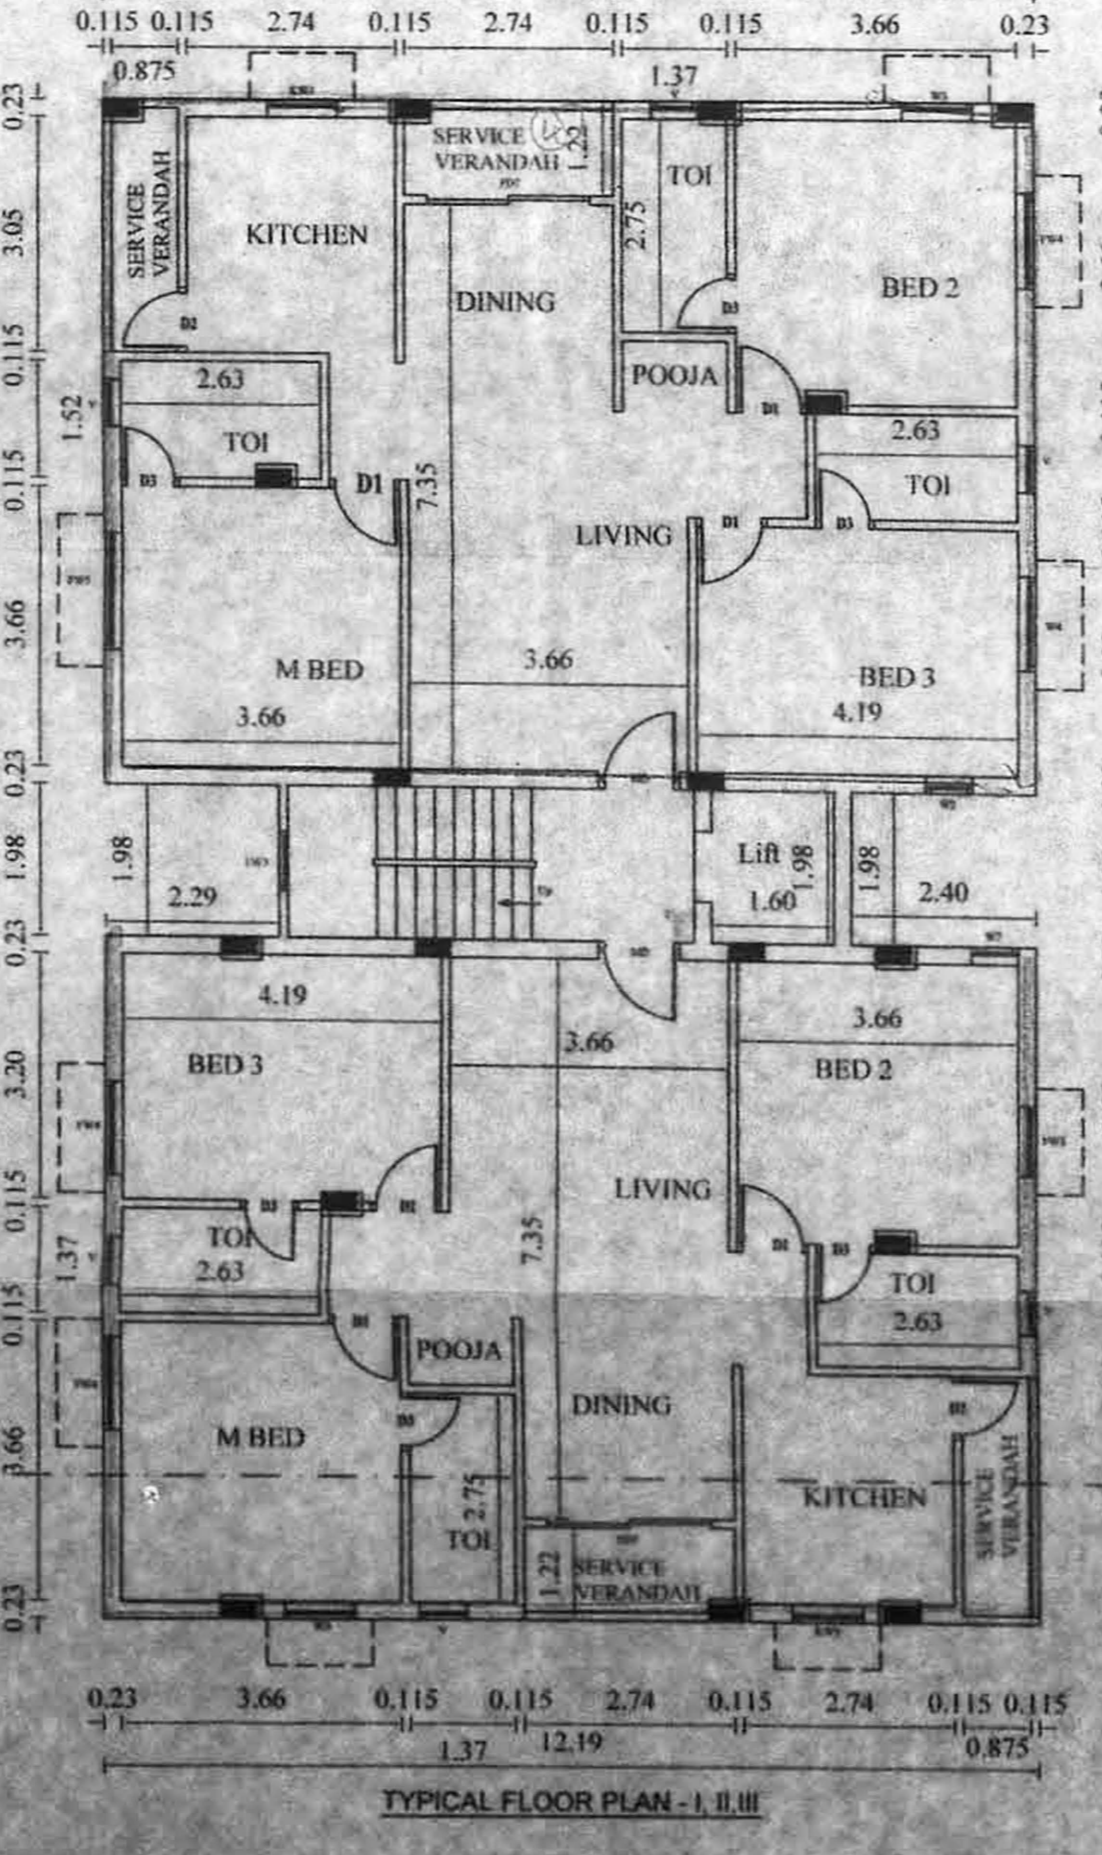 0.115 0.115 2.74 0.115 2.74 0.115 0.115 3.66 0.23
0.875 1.37
0.23
3.05
0.115
1.52
0.115
3.66
0.23
1.98
0.23
3.20
0.115
1.37
0.115
3.66
0.23
SERVICE
VERANDAH
KITCHEN
D2
SERVICE
VERANDAH
1.22
DINING
TOI
2.75
D3
BED 2
POOJA
D1
2.63
TOI
D3
D1
7.35
LIVING
3.66
2.63
TOI
D1
D3
M BED
3.66
BED 3
4.19
1.98
2.29
Lift
1.98
1.60
1.98
2.40
4.19
BED 3
3.66
LIVING
7.35
3.66
BED 2
TOI
2.63
TOI
2.63
POOJA
M BED
TOI
2.75
DINING
KITCHEN
SERVICE
VERANDAH
1.22
SERVICE
VERANDAH
0.23 3.66 0.115 0.115 2.74 0.115 2.74 0.115 0.115
1.37 12.19 0.875
TYPICAL FLOOR PLAN - I, II,III